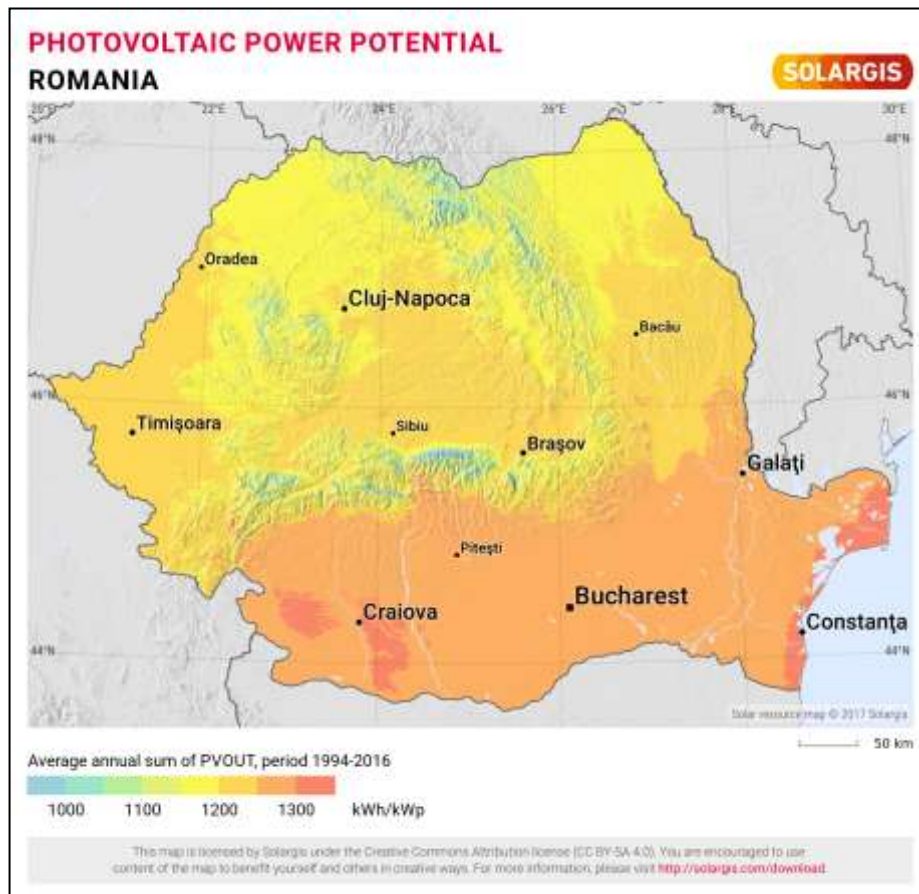 PHOTOVOLTAIC POWER POTENTIAL
ROMANIA
SOLARGIS
20°E 22°E 24°E 26°E 28°E 30°E
48°N 48°N
Oradea
Cluj-Napoca
Bacău
46°N 46°N
Timişoara
Sibiu
Braşov
Galaţi
Piteşti
Bucharest
Craiova
Constanţa
44°N 44°N
Solar resource map © 2017 Solargis
50 km
Average annual sum of PVOUT, period 1994-2016
1000 1100 1200 1300 kWh/kWp
This map is licensed by Solargis under the Creative Commons Attribution license (CC BY-SA 4.0). You are encouraged to use
content of the map to benefit yourself and others in creative ways. For more information, please visit http://solargis.com/download.